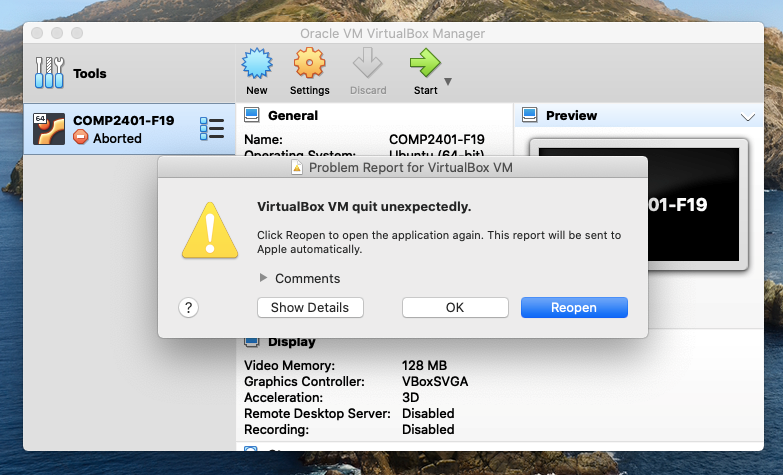 Oracle VM VirtualBox Manager
Tools
New
Settings
Discard
Start
64
COMP2401-F19
Aborted
General
Name: COMP2401-F19
Operating System: Ubuntu (64-bit)
Preview
01-F19
Problem Report for VirtualBox VM
VirtualBox VM quit unexpectedly.
Click Reopen to open the application again. This report will be sent to
Apple automatically.
Comments
?
Show Details
OK
Reopen
Display
Video Memory: 128 MB
Graphics Controller: VBoxSVGA
Acceleration: 3D
Remote Desktop Server: Disabled
Recording: Disabled